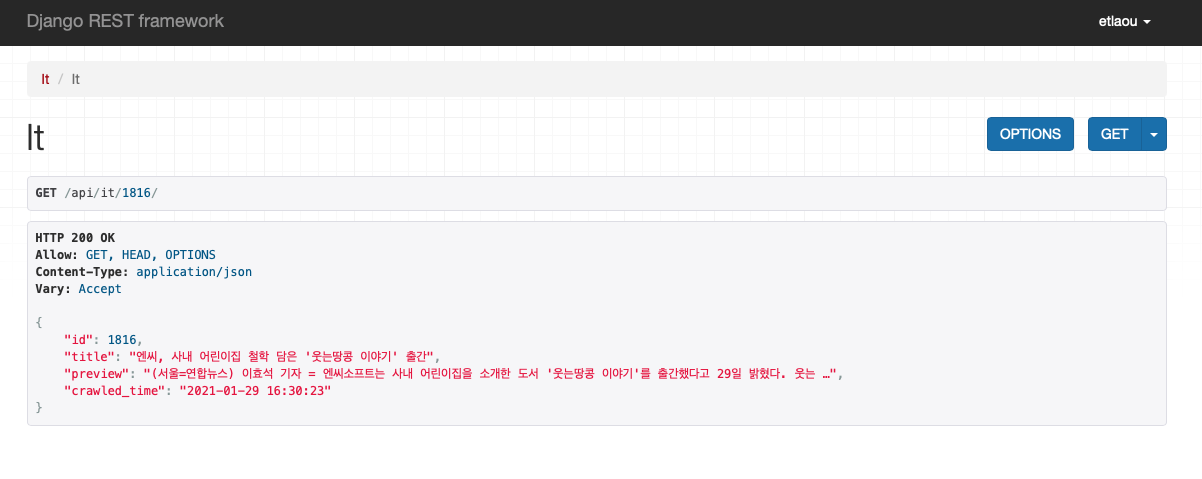 Django REST framework
etlaou
It / It
It
OPTIONS
GET
GET /api/it/1816/
HTTP 200 OK
Allow: GET, HEAD, OPTIONS
Content-Type: application/json
Vary: Accept
{
"id": 1816,
"title": "엔씨, 사내 어린이집 철학 담은 '웃는땅콩 이야기' 출간",
"preview": "(서울=연합뉴스) 이효석 기자 = 엔씨소프트는 사내 어린이집을 소개한 도서 '웃는땅콩 이야기'를 출간했다고 29일 밝혔다. 웃는 …",
"crawled_time": "2021-01-29 16:30:23"
}